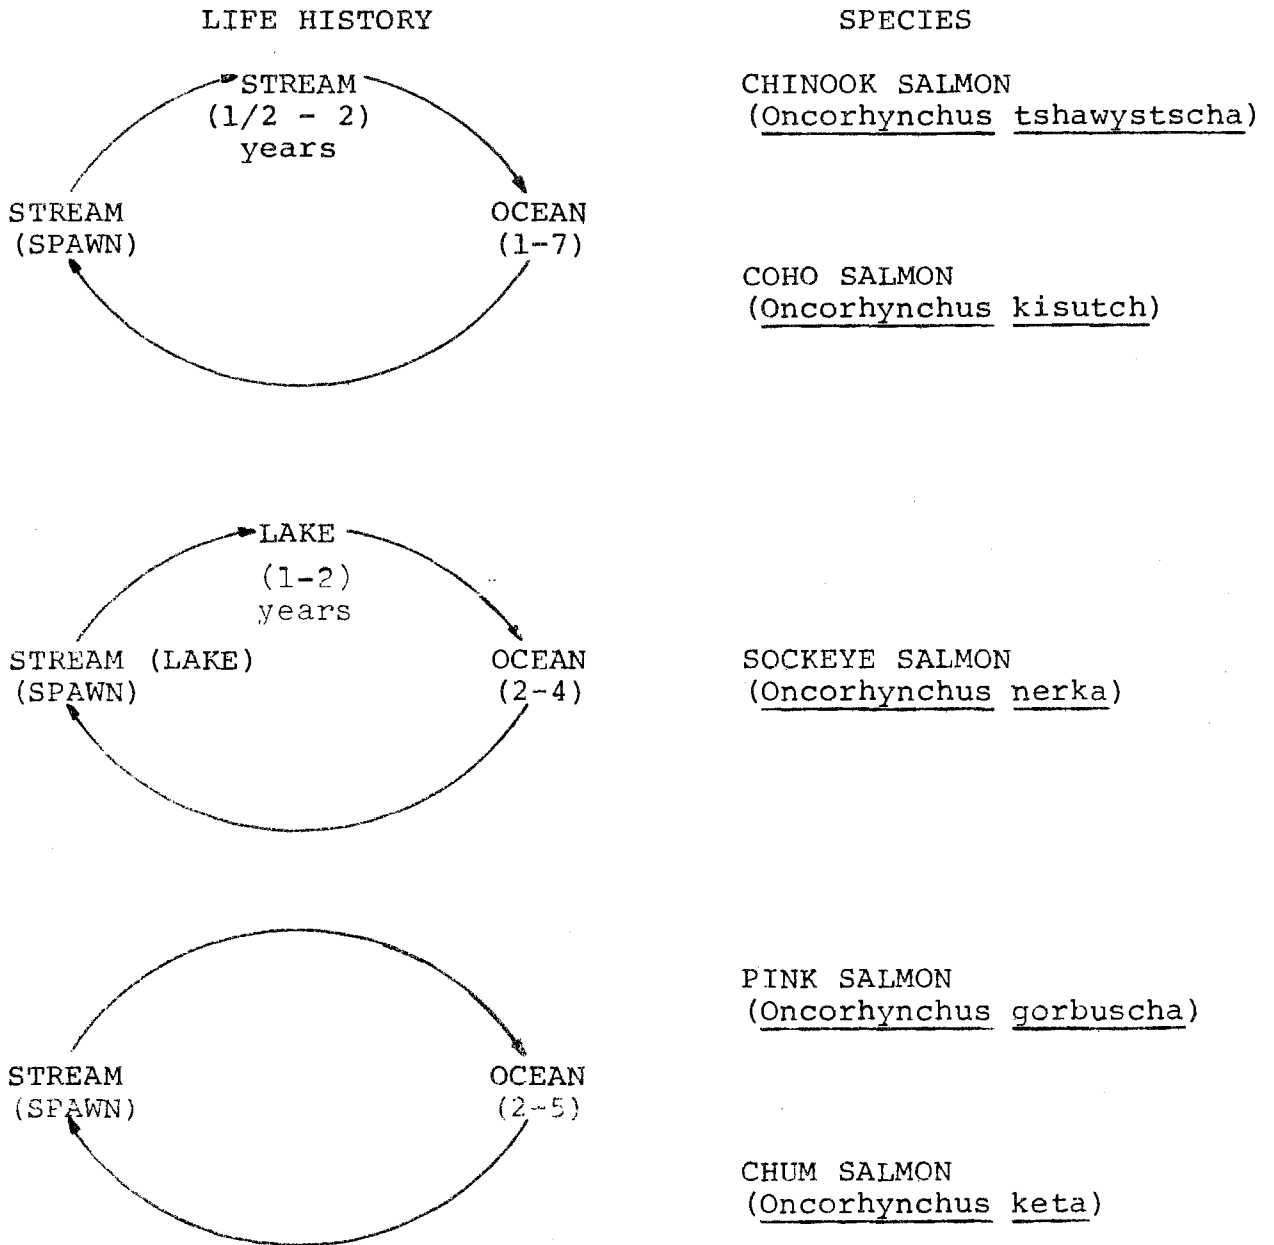 LIFE HISTORY
SPECIES
STREAM
(1/2 - 2)
years
STREAM
(SPAWN)
OCEAN
(1-7)
CHINOOK SALMON
(Oncorhynchus tshawystscha)
COHO SALMON
(Oncorhynchus kisutch)
LAKE
(1-2)
years
STREAM (LAKE)
(SPAWN)
OCEAN
(2-4)
SOCKEYE SALMON
(Oncorhynchus nerka)
STREAM
(SPAWN)
OCEAN
(2-5)
PINK SALMON
(Oncorhynchus gorbuscha)
CHUM SALMON
(Oncorhynchus keta)